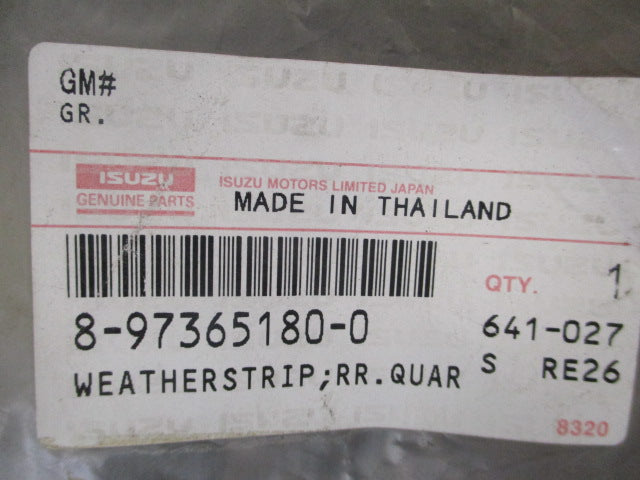 GM#
GR.
ISUZU ISUZU MOTORS LIMITED JAPAN
GENUINE PARTS MADE IN THAILAND
QTY. 1
8-97365180-0 641-027
WEATHERSTRIP;RR.QUAR S RE26
8320